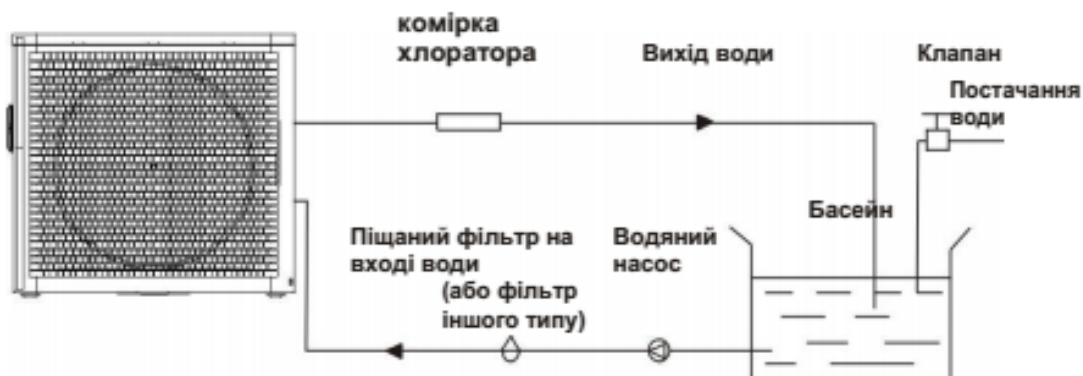 комірка
хлоратора
Вихід води
Клапан
Постачання
води
Басейн
Піщаний фільтр на
вході води
(або фільтр
іншого типу)
Водяний
насос